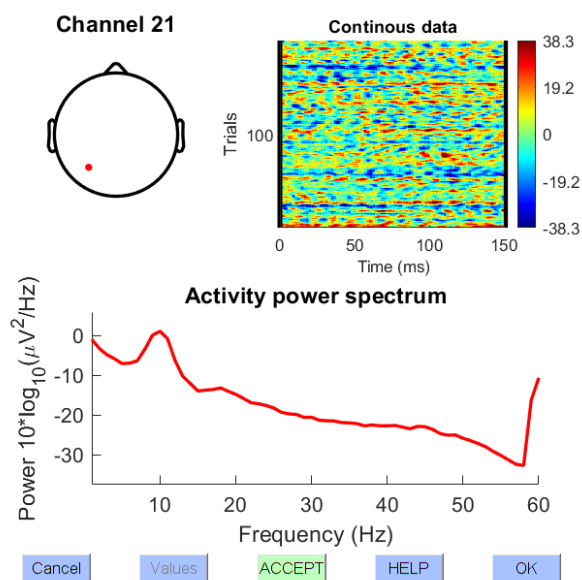 Channel 21
Continous data
Trials
100
38.3
19.2
0
-19.2
-38.3
0 50 100 150
Time (ms)
Activity power spectrum
Power 10*log10(μV2/Hz)
0
-10
-20
-30
10 20 30 40 50 60
Frequency (Hz)
Cancel Values ACCEPT HELP OK